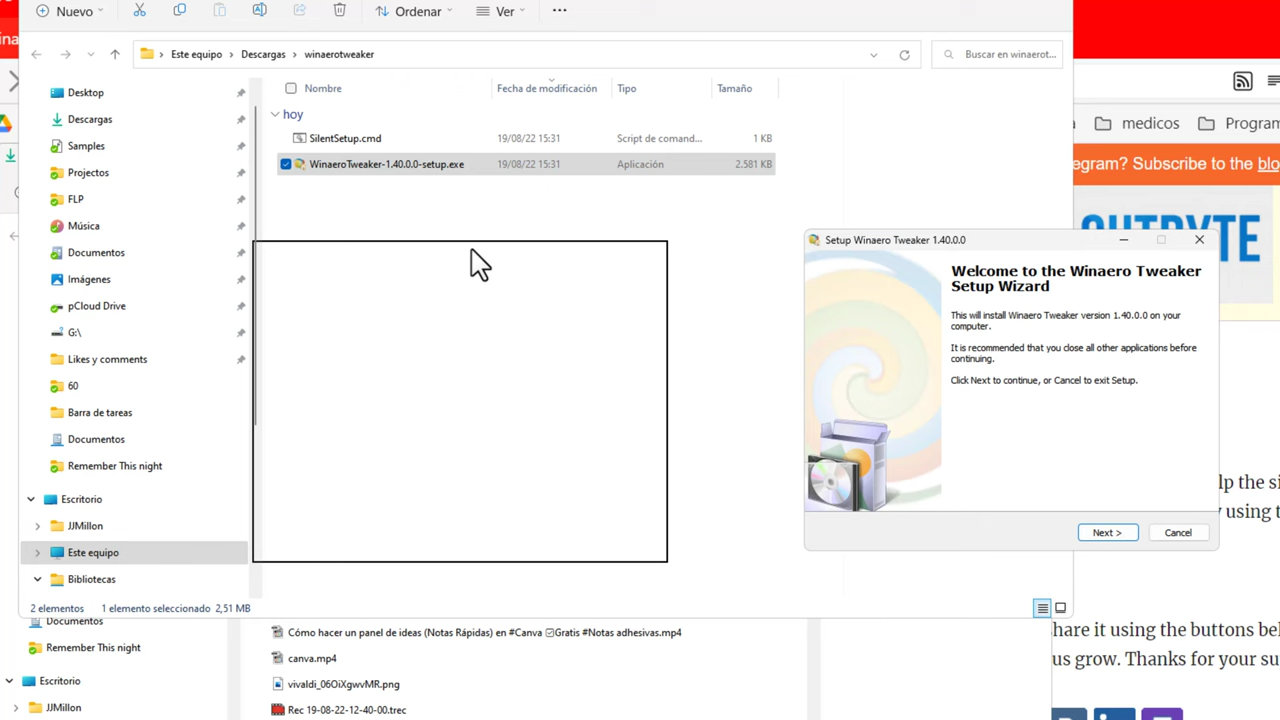 Nuevo
Ordenar
Ver
Este equipo
Descargas
winaerotweaker
Buscar en winaerot...
Nombre
Fecha de modificación
Tipo
Tamaño
hoy
SilentSetup.cmd
19/08/22 15:31
Script de comand...
1 KB
WinaeroTweaker-1.40.0.0-setup.exe
19/08/22 15:31
Aplicación
2.581 KB
Desktop
Descargas
Samples
Projectos
FLP
Música
Documentos
Imágenes
pCloud Drive
G:\
Likes y comments
60
Barra de tareas
Documentos
Remember This night
Escritorio
JJMillon
Este equipo
Bibliotecas
2 elementos
1 elemento seleccionado 2,51 MB
Setup Winaero Tweaker 1.40.0.0
Welcome to the Winaero Tweaker
Setup Wizard
This will install Winaero Tweaker version 1.40.0.0 on your
computer.
It is recommended that you close all other applications before
continuing.
Click Next to continue, or Cancel to exit Setup.
Next >
Cancel
medicos
Program
egram? Subscribe to the blo
lp the si
using t
hare it using the buttons be
us grow. Thanks for your su
Documentos
Remember This night
Escritorio
JJMillon
Cómo hacer un panel de ideas (Notas Rápidas) en #Canva ☑Gratis #Notas adhesivas.mp4
canva.mp4
vivaldi_06OiXgwvMR.png
Rec 19-08-22-12-40-00.trec